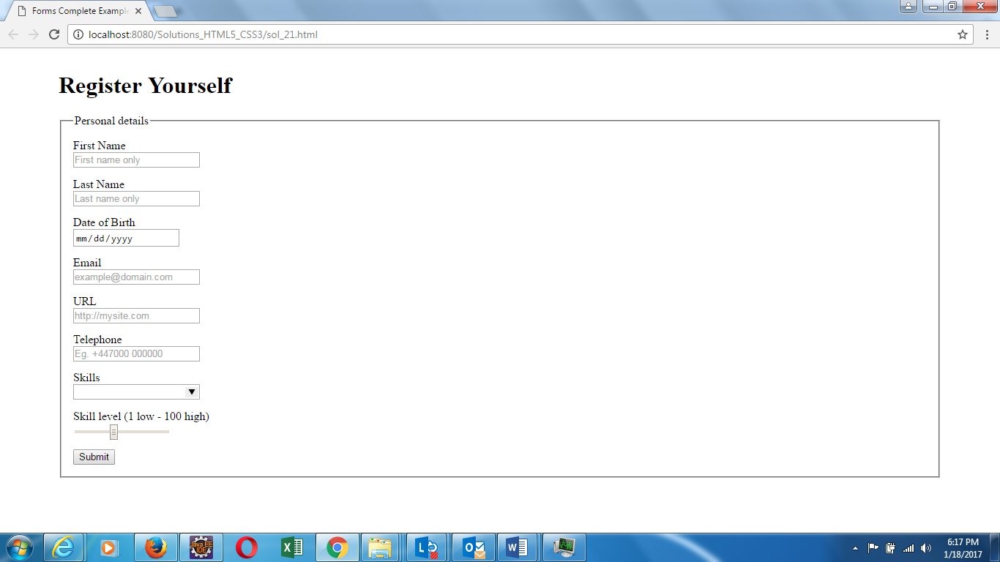 Forms Complete Example
localhost:8080/Solutions_HTML5_CSS3/sol_21.html
Register Yourself
Personal details
First Name
First name only
Last Name
Last name only
Date of Birth
mm/dd/yyyy
Email
example@domain.com
URL
http://mysite.com
Telephone
Eg. +447000 000000
Skills
Skill level (1 low - 100 high)
Submit
Java EE
IDE
6:17 PM
1/18/2017